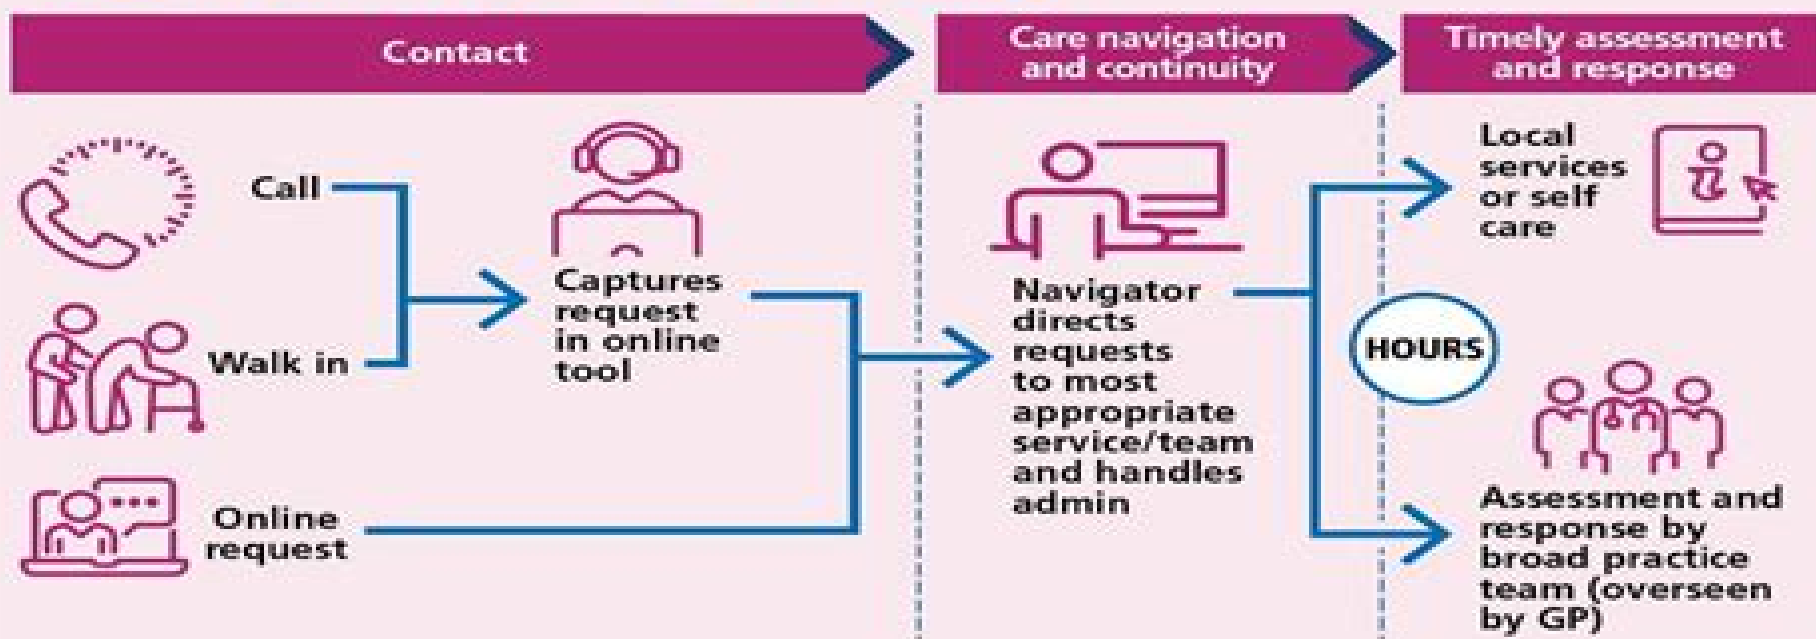 Contact
Care navigation
and continuity
Timely assessment
and response
Call
Walk in
Online
request
Captures
request
in online
tool
Navigator
directs
requests
to most
appropriate
service/team
and handles
admin
HOURS
Local
services
or self
care
Assessment and
response by
broad practice
team (overseen
by GP)